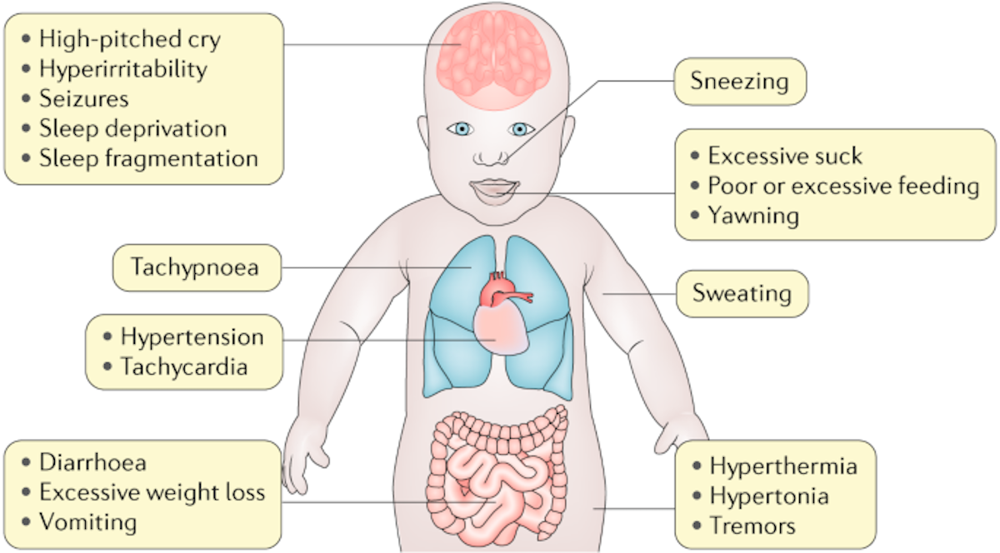 • High-pitched cry
• Hyperirritability
• Seizures
• Sleep deprivation
• Sleep fragmentation
Sneezing
• Excessive suck
• Poor or excessive feeding
• Yawning
Tachypnoea
Sweating
• Hypertension
• Tachycardia
• Diarrhoea
• Excessive weight loss
• Vomiting
• Hyperthermia
• Hypertonia
• Tremors